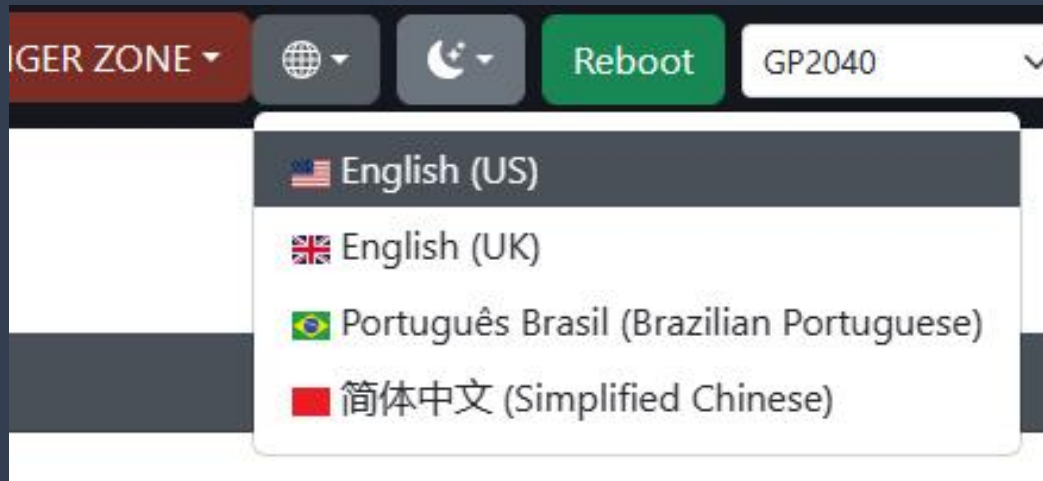 IGER ZONE
Reboot
GP2040
English (US)
English (UK)
Português Brasil (Brazilian Portuguese)
简体中文 (Simplified Chinese)